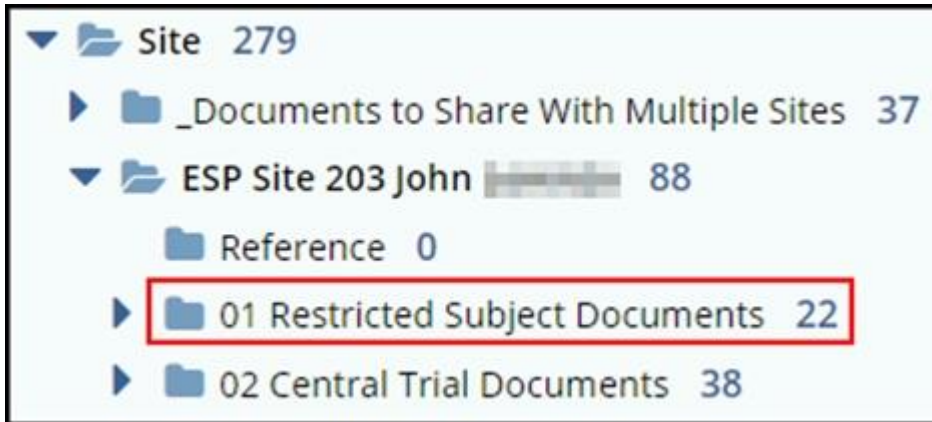 Site 279
_Documents to Share With Multiple Sites 37
ESP Site 203 John 88
Reference 0
01 Restricted Subject Documents 22
02 Central Trial Documents 38